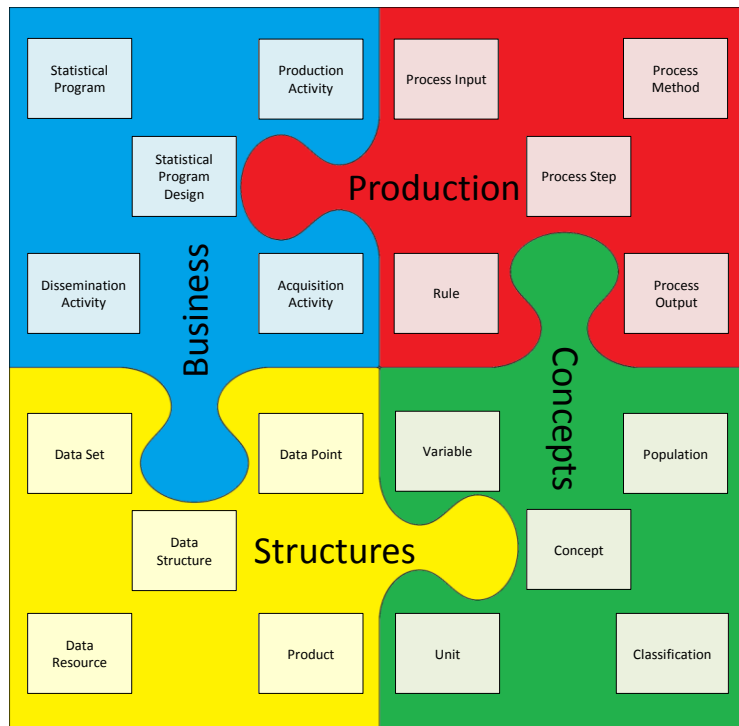 Statistical
Program
Production
Activity
Statistical
Program
Design
Dissemination
Activity
Acquisition
Activity
Business
Process Input
Process
Method
Production
Process Step
Rule
Process
Output
Data Set
Data Point
Data
Structure
Structures
Data
Resource
Product
Concepts
Variable
Population
Concept
Unit
Classification